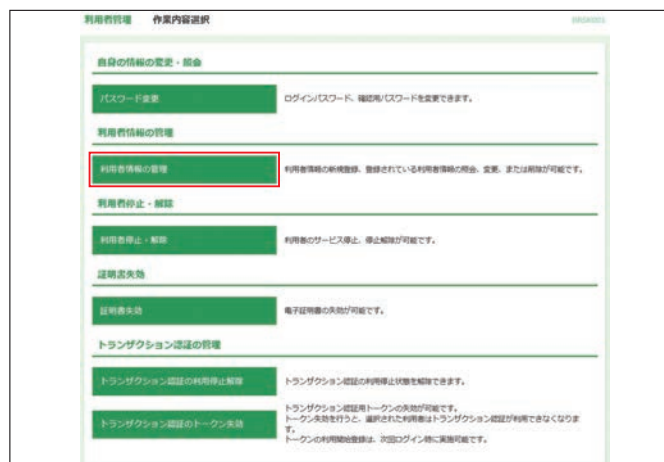 利用者管理 作業内容選択 BRSK001
自身の情報の変更・照会
パスワード変更 ログインパスワード、確認用パスワードを変更できます。
利用者情報の管理
利用者情報の管理 利用者情報の新規登録、登録されている利用者情報の照会、変更、または削除が可能です。
利用者停止・解除
利用者停止・解除 利用者のサービス停止、停止解除が可能です。
証明書失効
証明書失効 電子証明書の失効が可能です。
トランザクション認証の管理
トランザクション認証の利用停止解除 トランザクション認証の利用停止状態を解除できます。
トランザクション認証のトークン失効 トランザクション認証用トークンの失効が可能です。
トークン失効を行うと、選択された利用者はトランザクション認証が利用できなくなりま
す。
トークンの利用開始登録は、次回ログイン時に実施可能です。